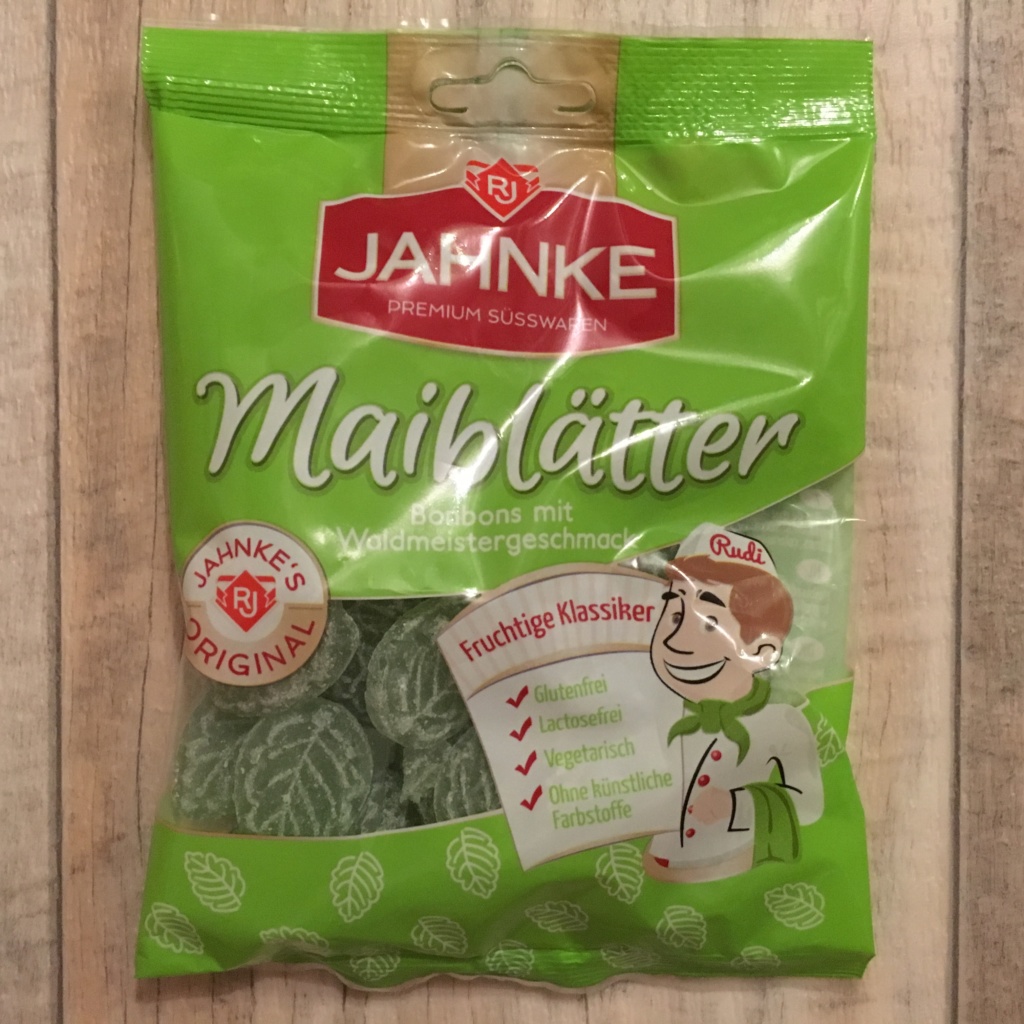 RJ
JAHNKE
PREMIUM SÜSSWAREN
Maiblätter
Bonbons mit
Waldmeistergeschmack
JAHNKE'S
RJ
ORIGINAL
Rudi
Fruchtige Klassiker
Glutenfrei
Lactosefrei
Vegetarisch
Ohne künstliche
Farbstoffe